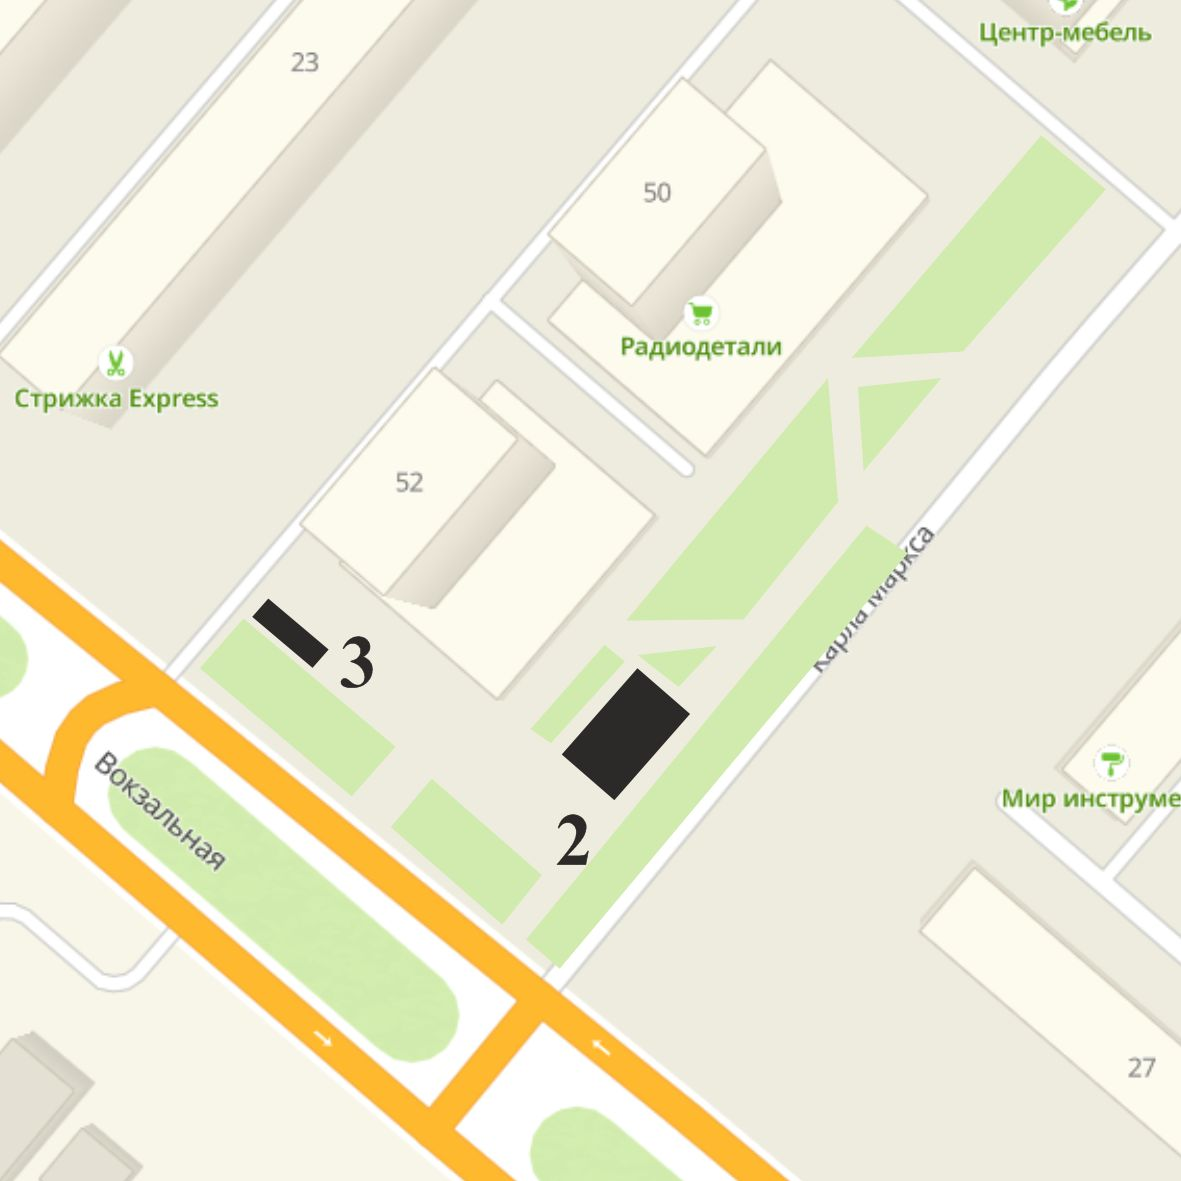 Центр-мебель
23
50
Радиодетали
Стрижка Express
52
Карла Маркса
3
Вокзальная
2
Мир инструме
27